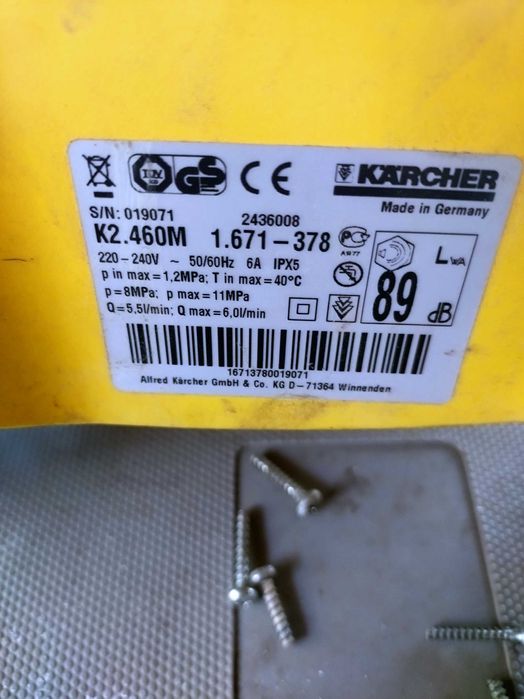 GS CE KÄRCHER
Made in Germany
S/N: 019071 2436008
K2.460M 1.671-378
220-240V~ 50/60Hz 6A IPX5
p in max=1,2MPa; T in max=40°C
p=8MPa; p max=11MPa
Q=5,5l/min; Q max=6,0l/min
LWA
89 dB
16713780019071
Alfred Kärcher GmbH & Co. KG D-71364 Winnenden